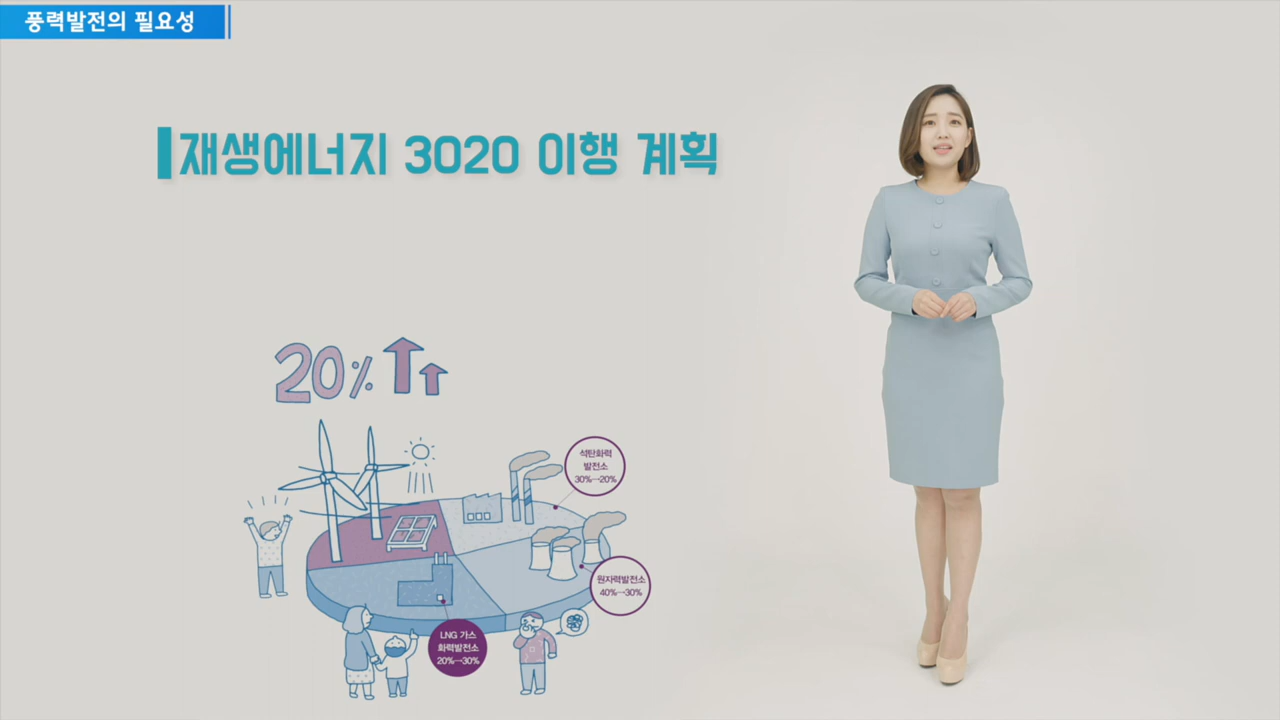 풍력발전의 필요성
재생에너지 3020 이행 계획
20%
석탄화력
발전소
30%→20%
원자력발전소
40%→30%
LNG 가스
화력발전소
20%→30%